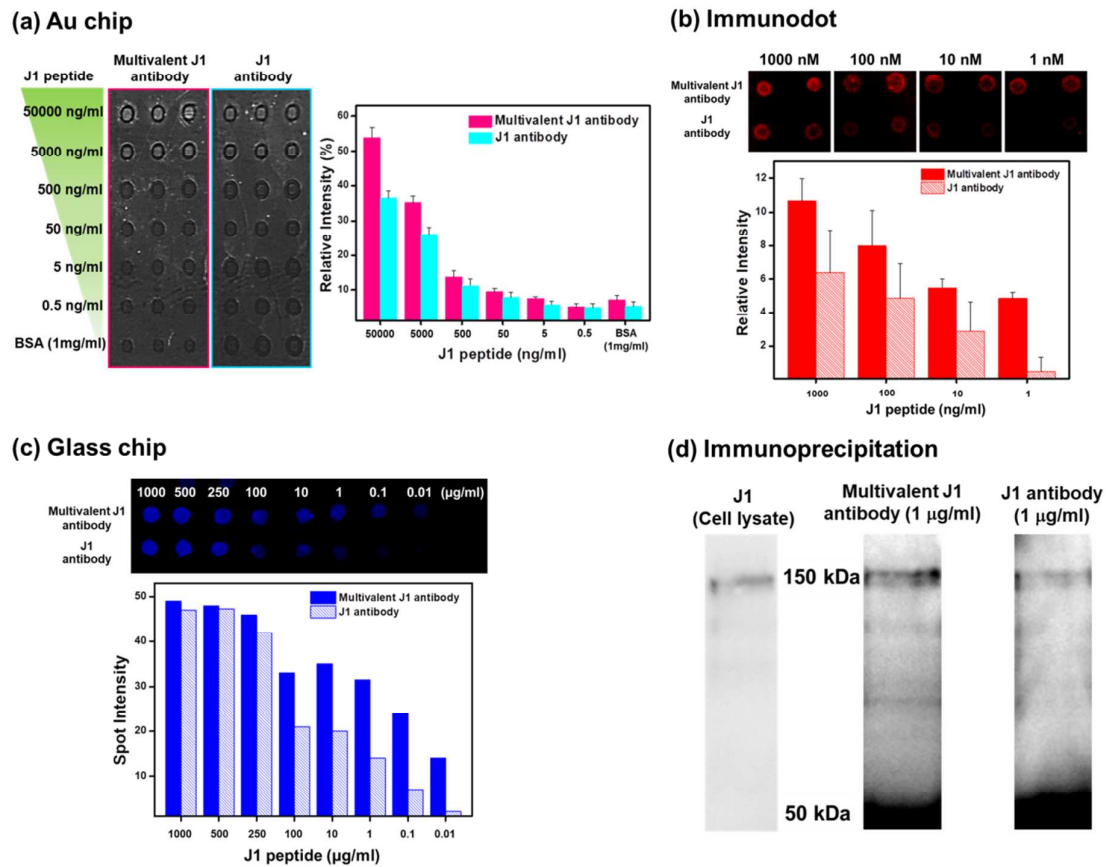 (a) Au chip
J1 peptide
Multivalent J1
antibody
J1
antibody
50000 ng/ml
5000 ng/ml
500 ng/ml
50 ng/ml
5 ng/ml
0.5 ng/ml
BSA (1mg/ml)
Relative Intensity (%)
60
50
40
30
20
10
Multivalent J1 antibody
J1 antibody
50000 5000 500 50 5 0.5 BSA
(1mg/ml)
J1 peptide (ng/ml)
(b) Immunodot
1000 nM 100 nM 10 nM 1 nM
Multivalent J1
antibody
J1
antibody
Relative Intensity
12
10
8
6
4
2
Multivalent J1 antibody
J1 antibody
1000 100 10 1
J1 peptide (ng/ml)
(c) Glass chip
1000 500 250 100 10 1 0.1 0.01 (μg/ml)
Multivalent J1
antibody
J1
antibody
Spot Intensity
50
40
30
20
10
Multivalent J1 antibody
J1 antibody
1000 500 250 100 10 1 0.1 0.01
J1 peptide (μg/ml)
(d) Immunoprecipitation
J1
(Cell lysate)
Multivalent J1
antibody (1 μg/ml)
J1 antibody
(1 μg/ml)
150 kDa
50 kDa